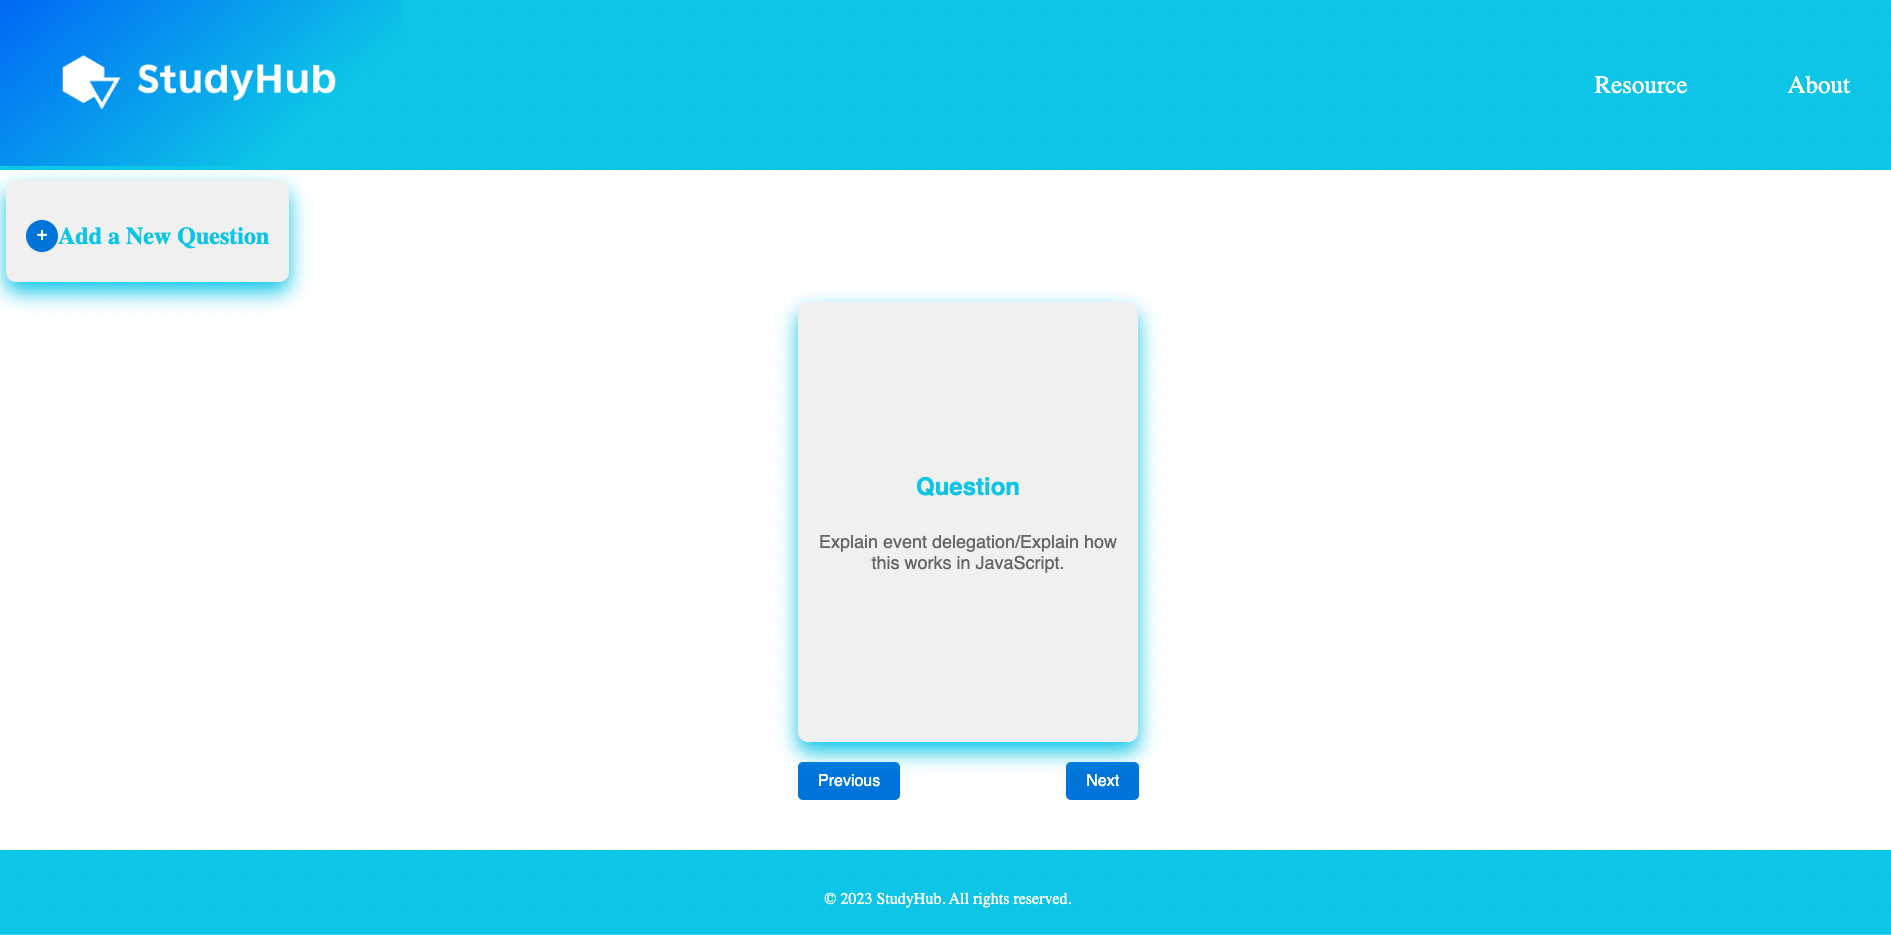 StudyHub
Resource
About
+
Add a New Question
Question
Explain event delegation/Explain how
this works in JavaScript.
Previous
Next
© 2023 StudyHub. All rights reserved.